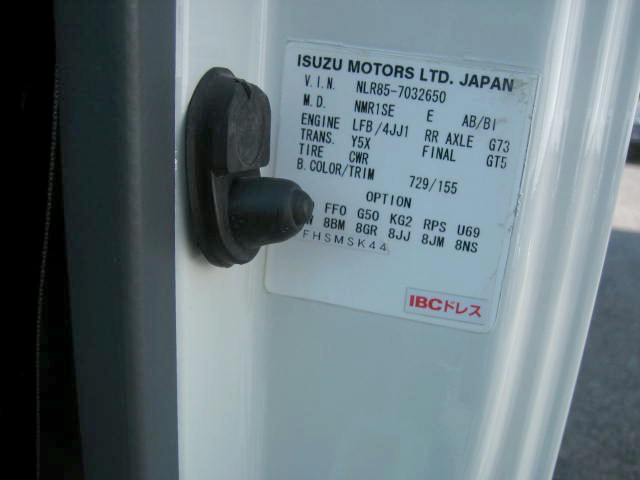 ISUZU MOTORS LTD. JAPAN
V.I.N. NLR85-7032650
M.D. NMR1SE E AB/BI
ENGINE LFB/4JJ1 RR AXLE G73
TRANS. Y5X FINAL GT5
TIRE CWR
B.COLOR/TRIM 729/155
OPTION
FFO G50 KG2 RPS U69
8BM 8GR 8JJ 8JM 8NS
FHSMSK44
IBCドレス